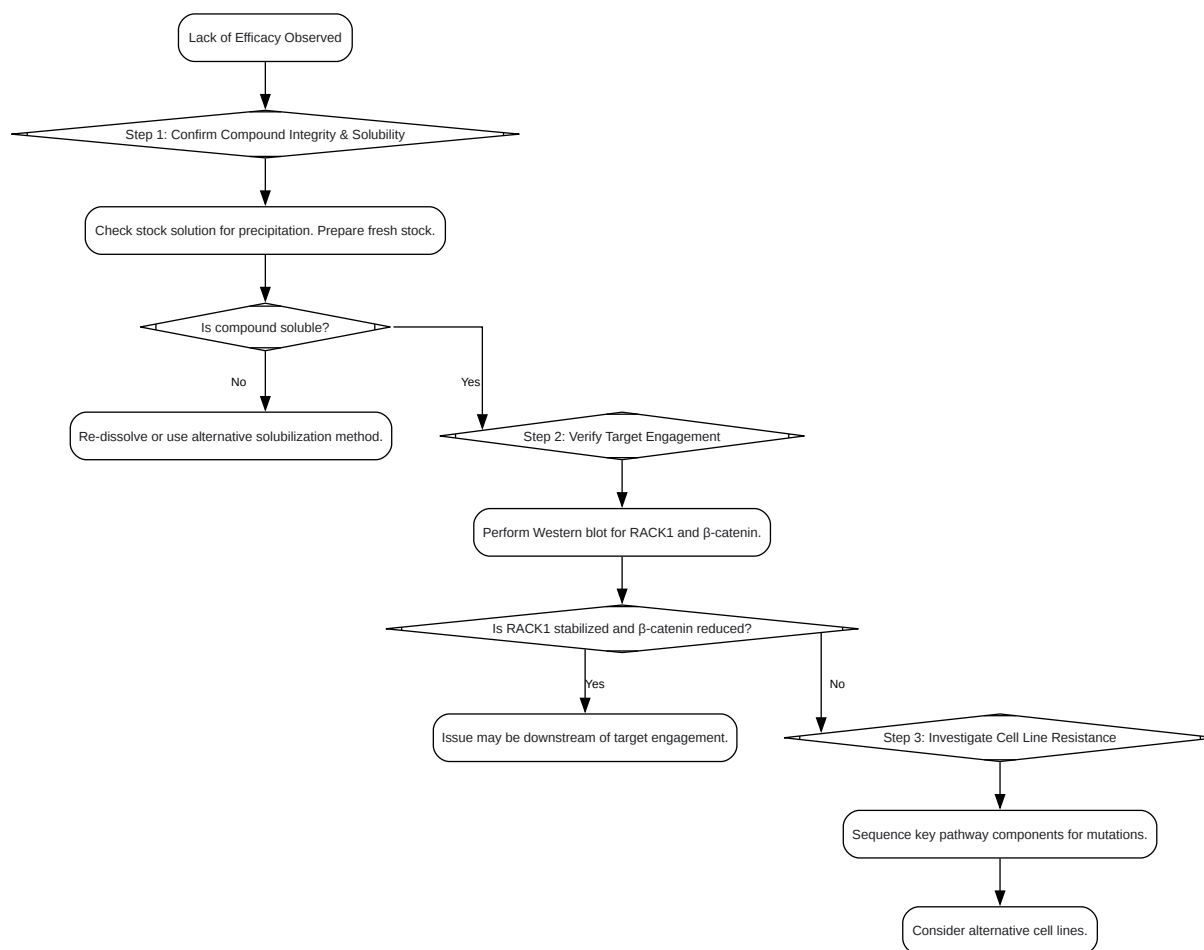 Lack of Efficacy Observed
Step 1: Confirm Compound Integrity & Solubility
Check stock solution for precipitation. Prepare fresh stock.
Is compound soluble?
No
Yes
Re-dissolve or use alternative solubilization method.
Step 2: Verify Target Engagement
Perform Western blot for RACK1 and β-catenin.
Is RACK1 stabilized and β-catenin reduced?
Yes
No
Issue may be downstream of target engagement.
Step 3: Investigate Cell Line Resistance
Sequence key pathway components for mutations.
Consider alternative cell lines.